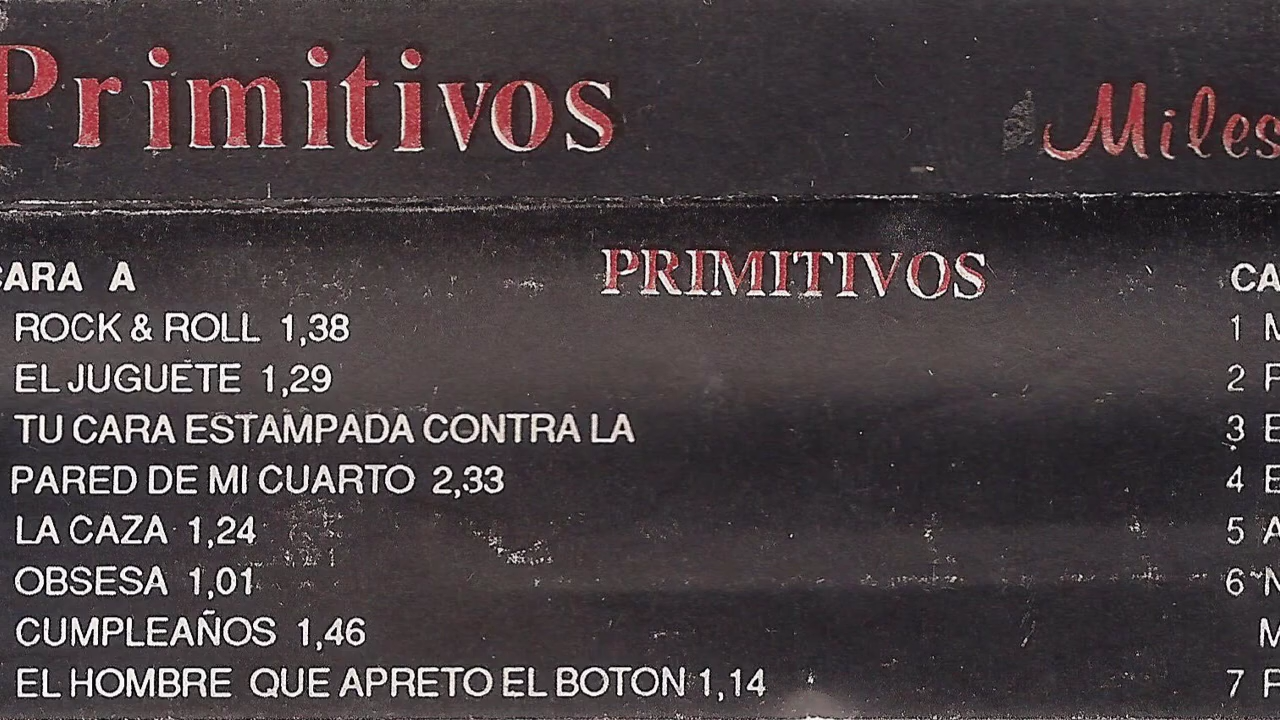 Primitivos
Miles
PRIMITIVOS
CARA A
ROCK & ROLL 1,38
EL JUGUETE 1,29
TU CARA ESTAMPADA CONTRA LA
PARED DE MI CUARTO 2,33
LA CAZA 1,24
OBSESA 1,01
CUMPLEAÑOS 1,46
EL HOMBRE QUE APRETO EL BOTON 1,14
CA
1 M
2 P
3 E
4 E
5 A
6 N
M
7 P